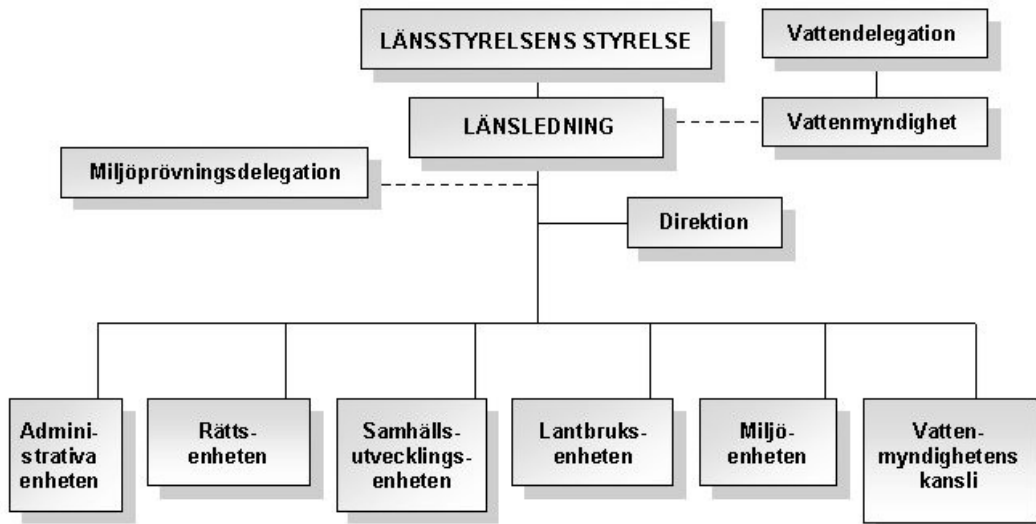 LÄNSSTYRELSENS STYRELSE
Vattendelegation
LÄNSLEDNING
Vattenmyndighet
Miljöprövningsdelegation
Direktion
Admini-
strativa
enheten
Rätts-
enheten
Samhälls-
utvecklings-
enheten
Lantbruks-
enheten
Miljö-
enheten
Vatten-
myndighetens
kansli